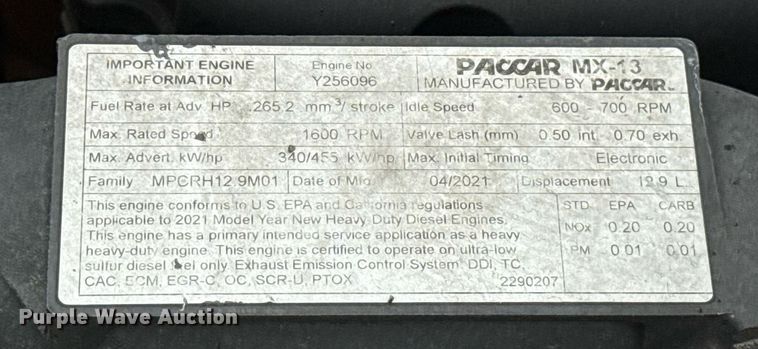 IMPORTANT ENGINE INFORMATION
Engine No. Y256096
PACCAR MX-13
MANUFACTURED BY PACCAR
Fuel Rate at Adv. HP 265.2 mm³/stroke Idle Speed 600 - 700 RPM
Max. Rated Speed 1600 RPM Valve Lash (mm) 0.50 int. 0.70 exh.
Max. Advert. kW/hp 340/455 kW/hp Max. Initial Timing Electronic
Family MPCRH12.9M01 Date of Mfg. 04/2021 Displacement 12.9 L
This engine conforms to U.S. EPA and California regulations
applicable to 2021 Model Year New Heavy Duty Diesel Engines.
This engine has a primary intended service application as a heavy
heavy-duty engine. This engine is certified to operate on ultra-low
sulfur diesel fuel only. Exhaust Emission Control System: DDI, TC,
CAC, ECM, EGR-C, OC, SCR-U, PTOX 2290207
STD. EPA CARB
NOx 0.20 0.20
PM 0.01 0.01
Purple Wave Auction